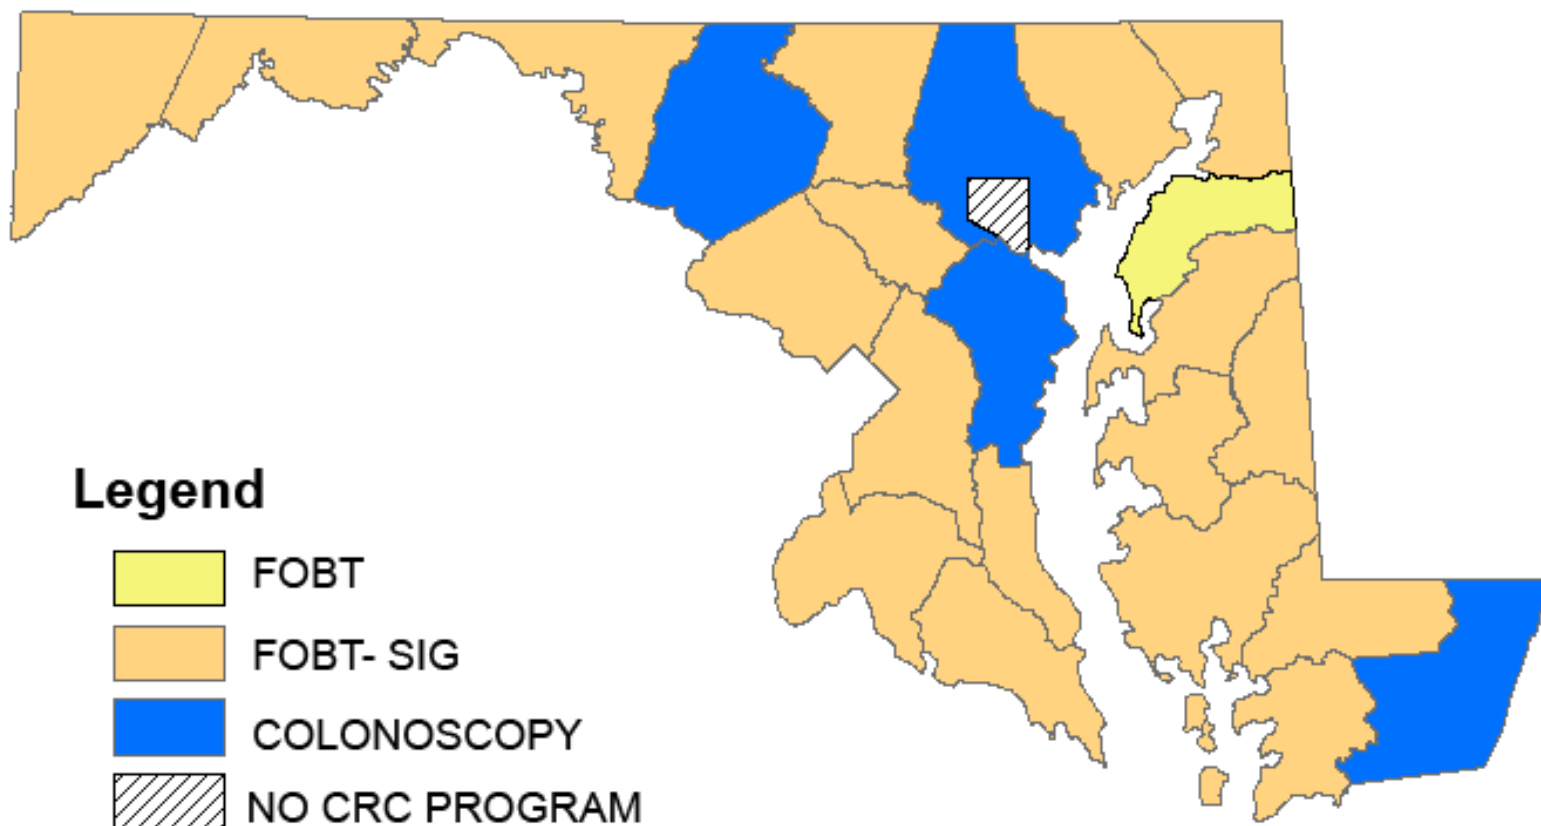 Legend
FOBT
FOBT- SIG
COLONOSCOPY
NO CRC PROGRAM